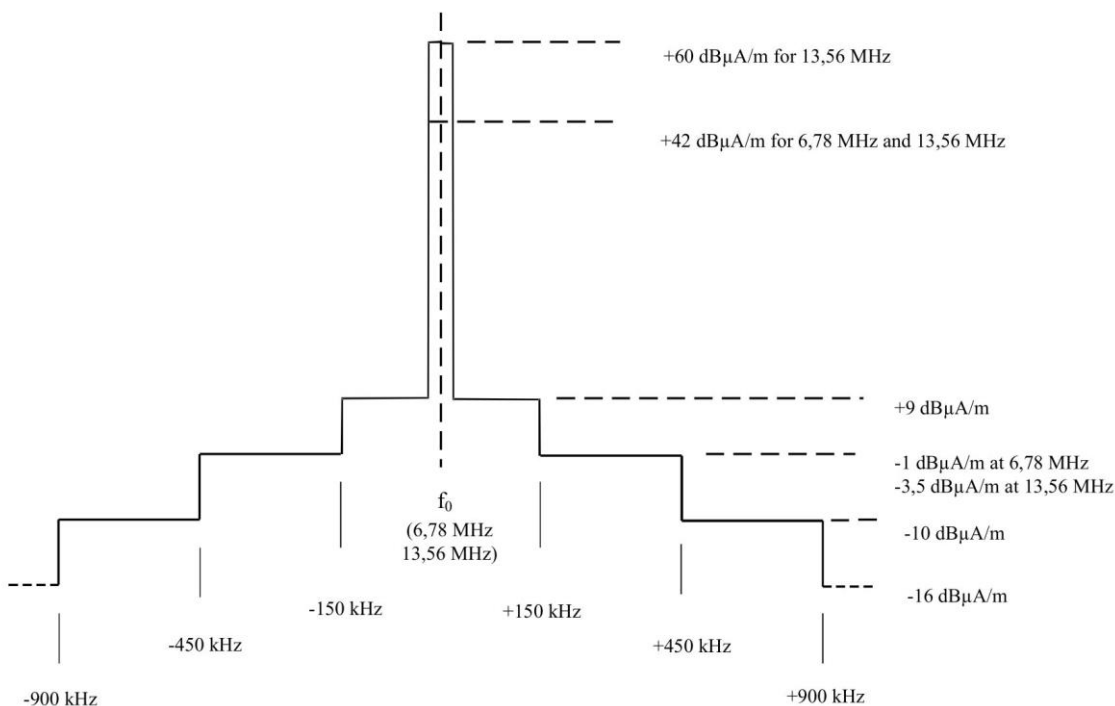 +60 dBµA/m for 13,56 MHz
+42 dBµA/m for 6,78 MHz and 13,56 MHz
+9 dBµA/m
-1 dBµA/m at 6,78 MHz
-3,5 dBµA/m at 13,56 MHz
f₀
(6,78 MHz
13,56 MHz)
-10 dBµA/m
-16 dBµA/m
-150 kHz
+150 kHz
-450 kHz
+450 kHz
-900 kHz
+900 kHz